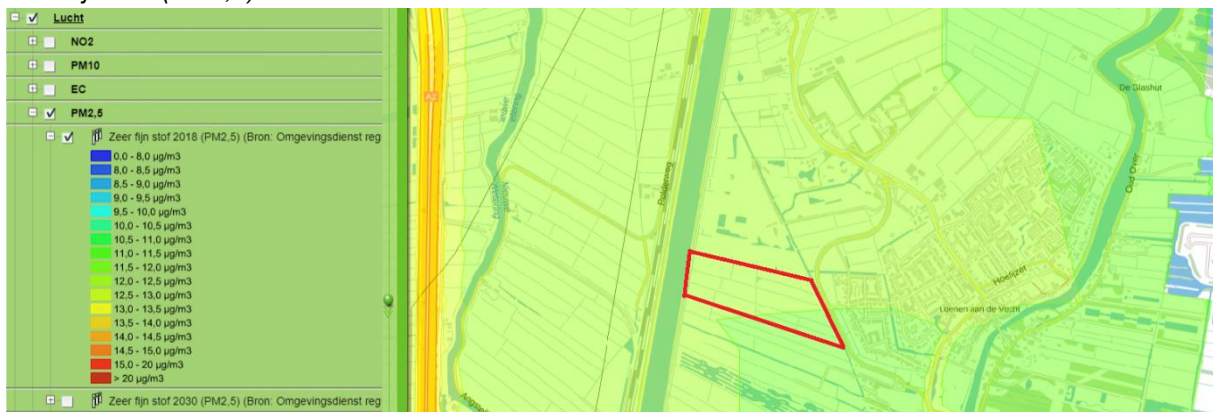 Lucht
NO2
PM10
EC
PM2,5
Zeer fijn stof 2018 (PM2,5) (Bron: Omgevingsdienst reg
0,0 - 8,0 µg/m3
8,0 - 8,5 µg/m3
8,5 - 9,0 µg/m3
9,0 - 9,5 µg/m3
9,5 - 10,0 µg/m3
10,0 - 10,5 µg/m3
10,5 - 11,0 µg/m3
11,0 - 11,5 µg/m3
11,5 - 12,0 µg/m3
12,0 - 12,5 µg/m3
12,5 - 13,0 µg/m3
13,0 - 13,5 µg/m3
13,5 - 14,0 µg/m3
14,0 - 14,5 µg/m3
14,5 - 15,0 µg/m3
15,0 - 20 µg/m3
> 20 µg/m3
Zeer fijn stof 2030 (PM2,5) (Bron: Omgevingsdienst reg
A2
Polderweg
De Glashut
Oud Over
Hoefijzer
Loenen aan de Vecht